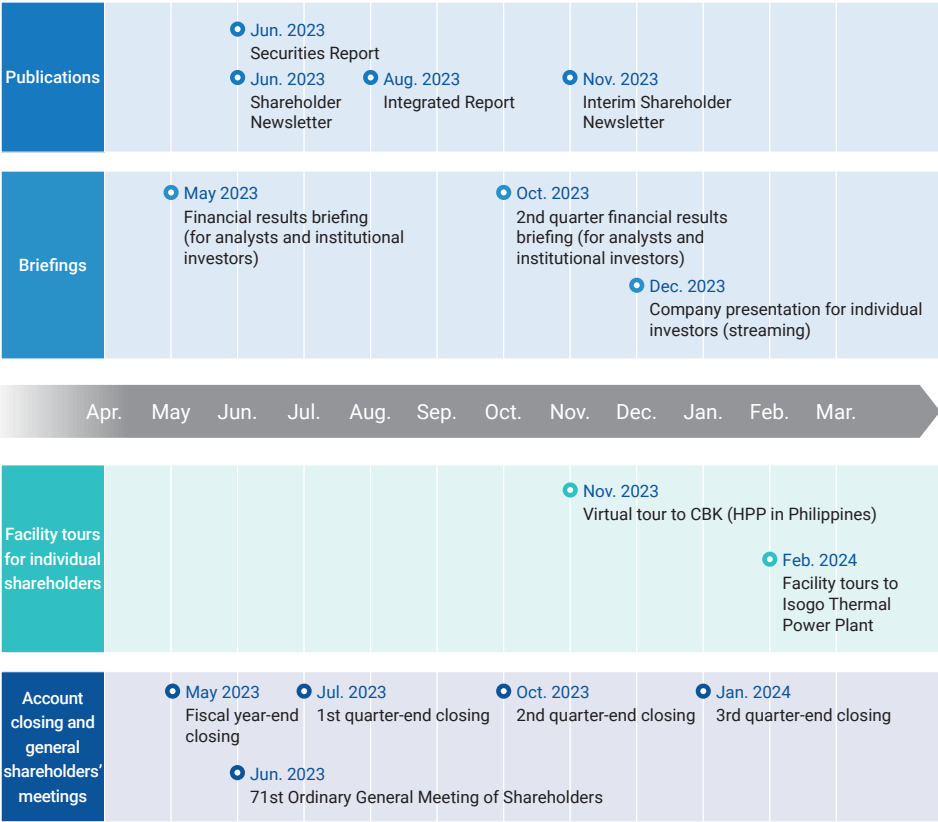 Publications
Jun. 2023
Securities Report
Jun. 2023
Shareholder
Newsletter
Aug. 2023
Integrated Report
Nov. 2023
Interim Shareholder
Newsletter
Briefings
May 2023
Financial results briefing
(for analysts and institutional
investors)
Oct. 2023
2nd quarter financial results
briefing (for analysts and
institutional investors)
Dec. 2023
Company presentation for individual
investors (streaming)
Apr. May Jun. Jul. Aug. Sep. Oct. Nov. Dec. Jan. Feb. Mar.
Facility tours
for individual
shareholders
Nov. 2023
Virtual tour to CBK (HPP in Philippines)
Feb. 2024
Facility tours to
Isogo Thermal
Power Plant
Account
closing and
general
shareholders’
meetings
May 2023
Fiscal year-end
closing
Jul. 2023
1st quarter-end closing
Oct. 2023
2nd quarter-end closing
Jan. 2024
3rd quarter-end closing
Jun. 2023
71st Ordinary General Meeting of Shareholders